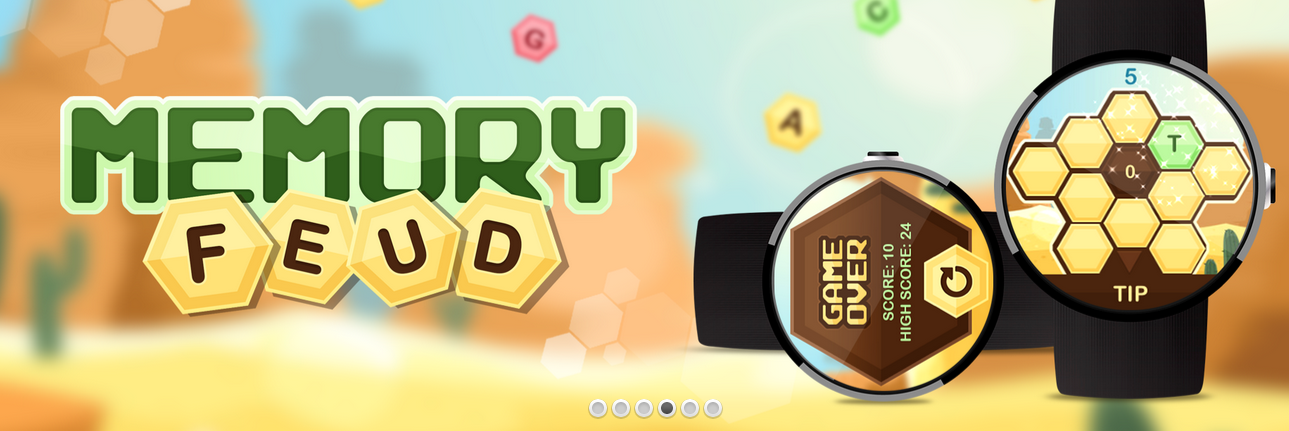 MEMORY
FEUD
G
C
A
GAME
OVER
SCORE: 10
HIGH SCORE: 24
5
T
0
TIP